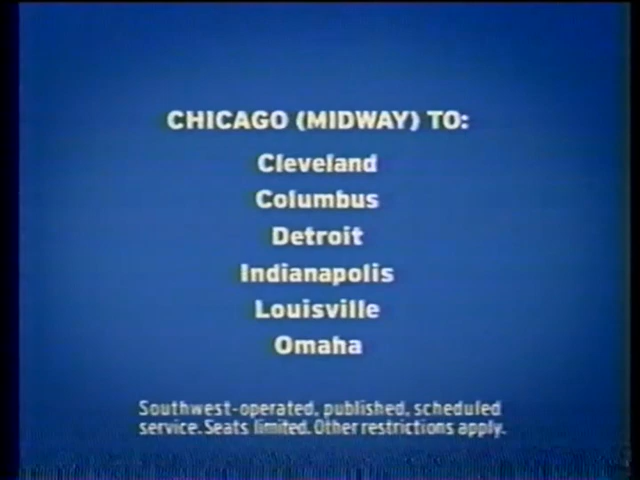 CHICAGO (MIDWAY) TO:
Cleveland
Columbus
Detroit
Indianapolis
Louisville
Omaha
Southwest-operated, published, scheduled
service. Seats limited. Other restrictions apply.